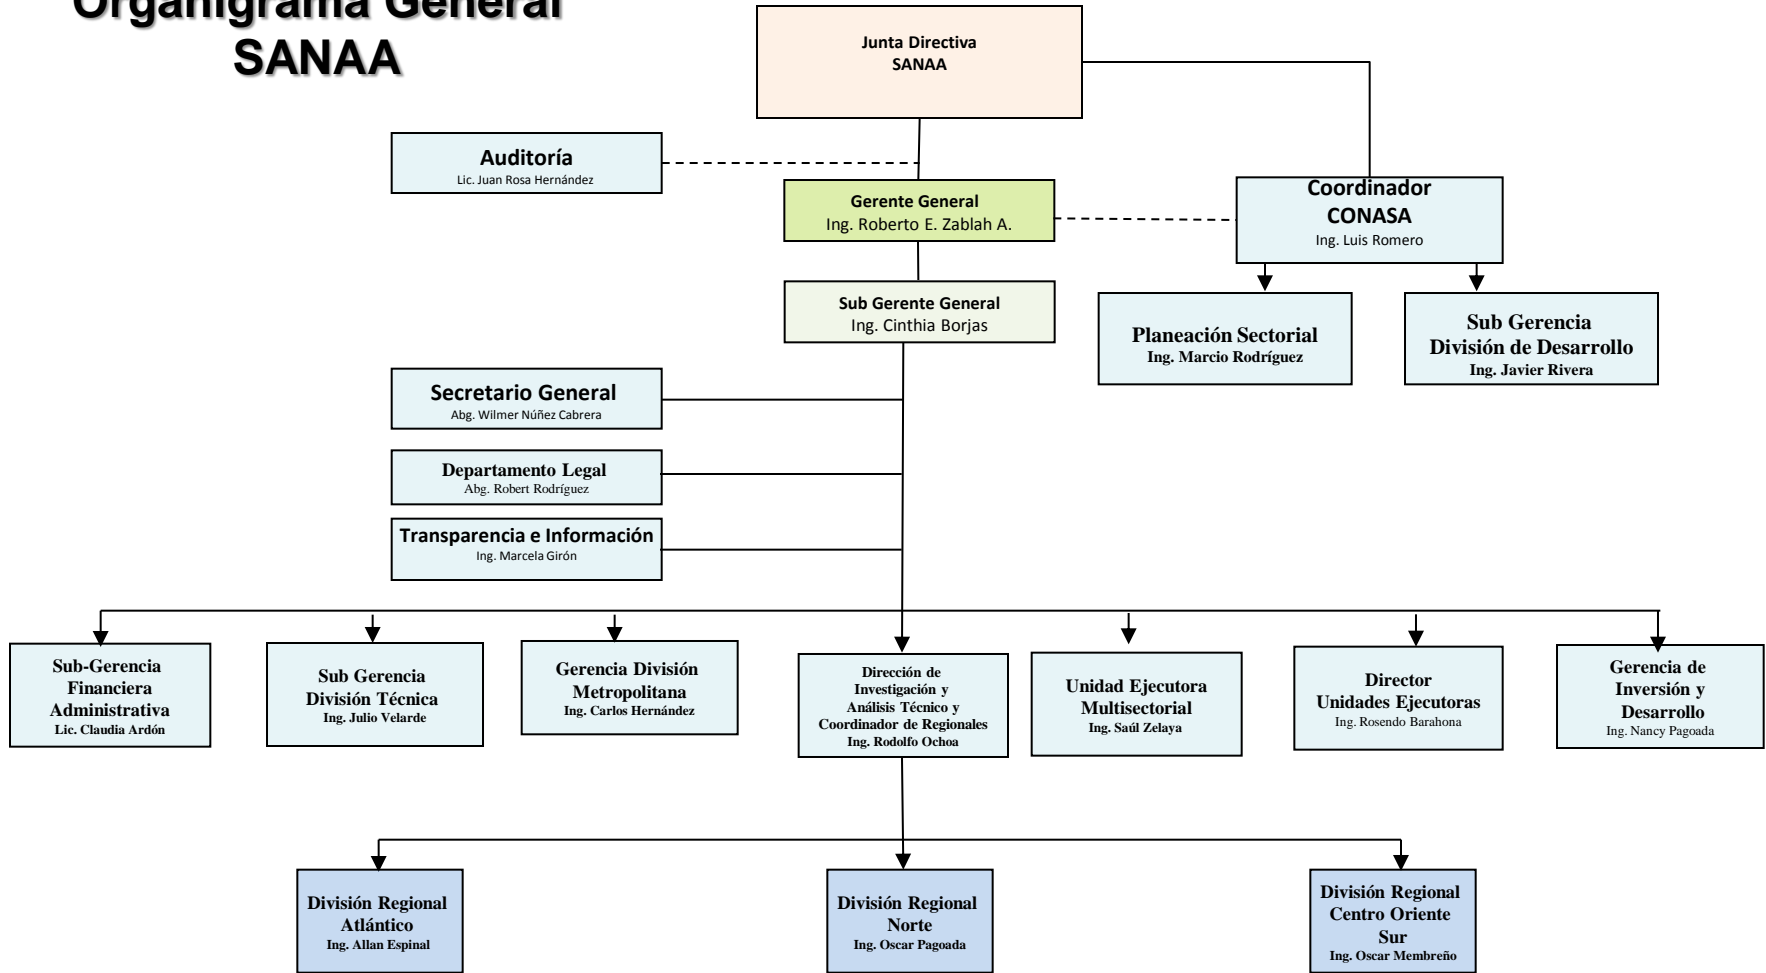 Organigrama General
SANAA
Junta Directiva
SANAA
Auditoría
Lic. Juan Rosa Hernández
Gerente General
Ing. Roberto E. Zablah A.
Coordinador
CONASA
Ing. Luis Romero
Sub Gerente General
Ing. Cinthia Borjas
Planeación Sectorial
Ing. Marcio Rodríguez
Sub Gerencia
División de Desarrollo
Ing. Javier Rivera
Secretario General
Abg. Wilmer Núñez Cabrera
Departamento Legal
Abg. Robert Rodríguez
Transparencia e Información
Ing. Marcela Girón
Sub-Gerencia
Financiera
Administrativa
Lic. Claudia Ardón
Sub Gerencia
División Técnica
Ing. Julio Velarde
Gerencia División
Metropolitana
Ing. Carlos Hernández
Dirección de
Investigación y
Análisis Técnico y
Coordinador de Regionales
Ing. Rodolfo Ochoa
Unidad Ejecutora
Multisectorial
Ing. Saúl Zelaya
Director
Unidades Ejecutoras
Ing. Rosendo Barahona
Gerencia de
Inversión y
Desarrollo
Ing. Nancy Pagoada
División Regional
Atlántico
Ing. Allan Espinal
División Regional
Norte
Ing. Oscar Pagoada
División Regional
Centro Oriente
Sur
Ing. Oscar Membreño